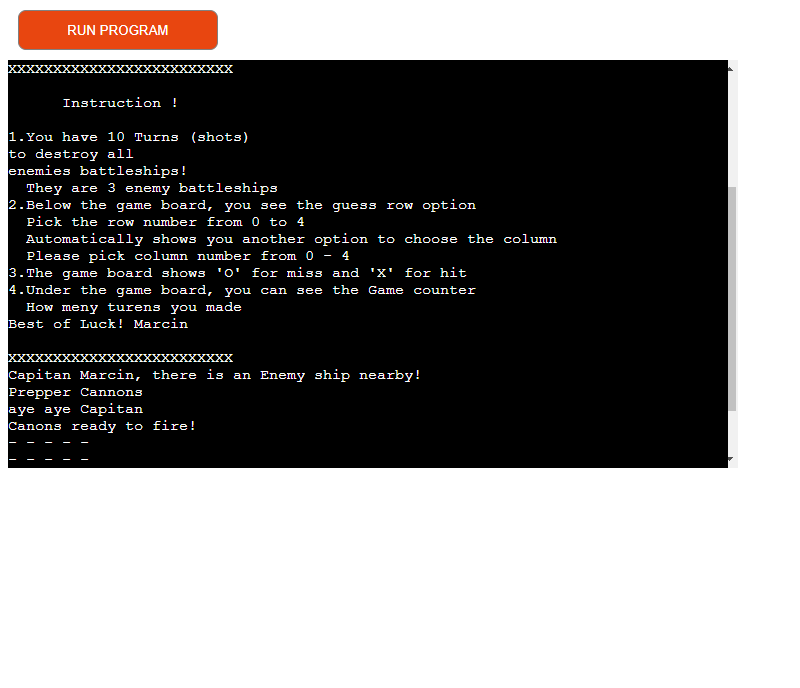 RUN PROGRAM
XXXXXXXXXXXXXXXXXXXXXXXXX
Instruction !
1.You have 10 Turns (shots)
to destroy all
enemies battleships!
They are 3 enemy battleships
2.Below the game board, you see the guess row option
Pick the row number from 0 to 4
Automatically shows you another option to choose the column
Please pick column number from 0 - 4
3.The game board shows 'O' for miss and 'X' for hit
4.Under the game board, you can see the Game counter
How meny turens you made
Best of Luck! Marcin
XXXXXXXXXXXXXXXXXXXXXXXXX
Capitan Marcin, there is an Enemy ship nearby!
Prepper Cannons
aye aye Capitan
Canons ready to fire!
- - - - -
- - - - -